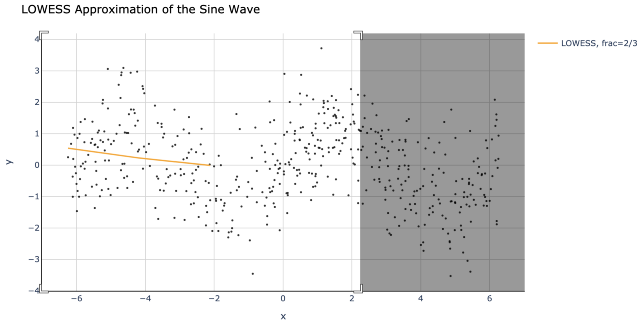 LOWESS Approximation of the Sine Wave
LOWESS, frac=2/3
4
3
2
1
0
−1
−2
−3
−4
y
−6 −4 −2 0 2 4 6
x